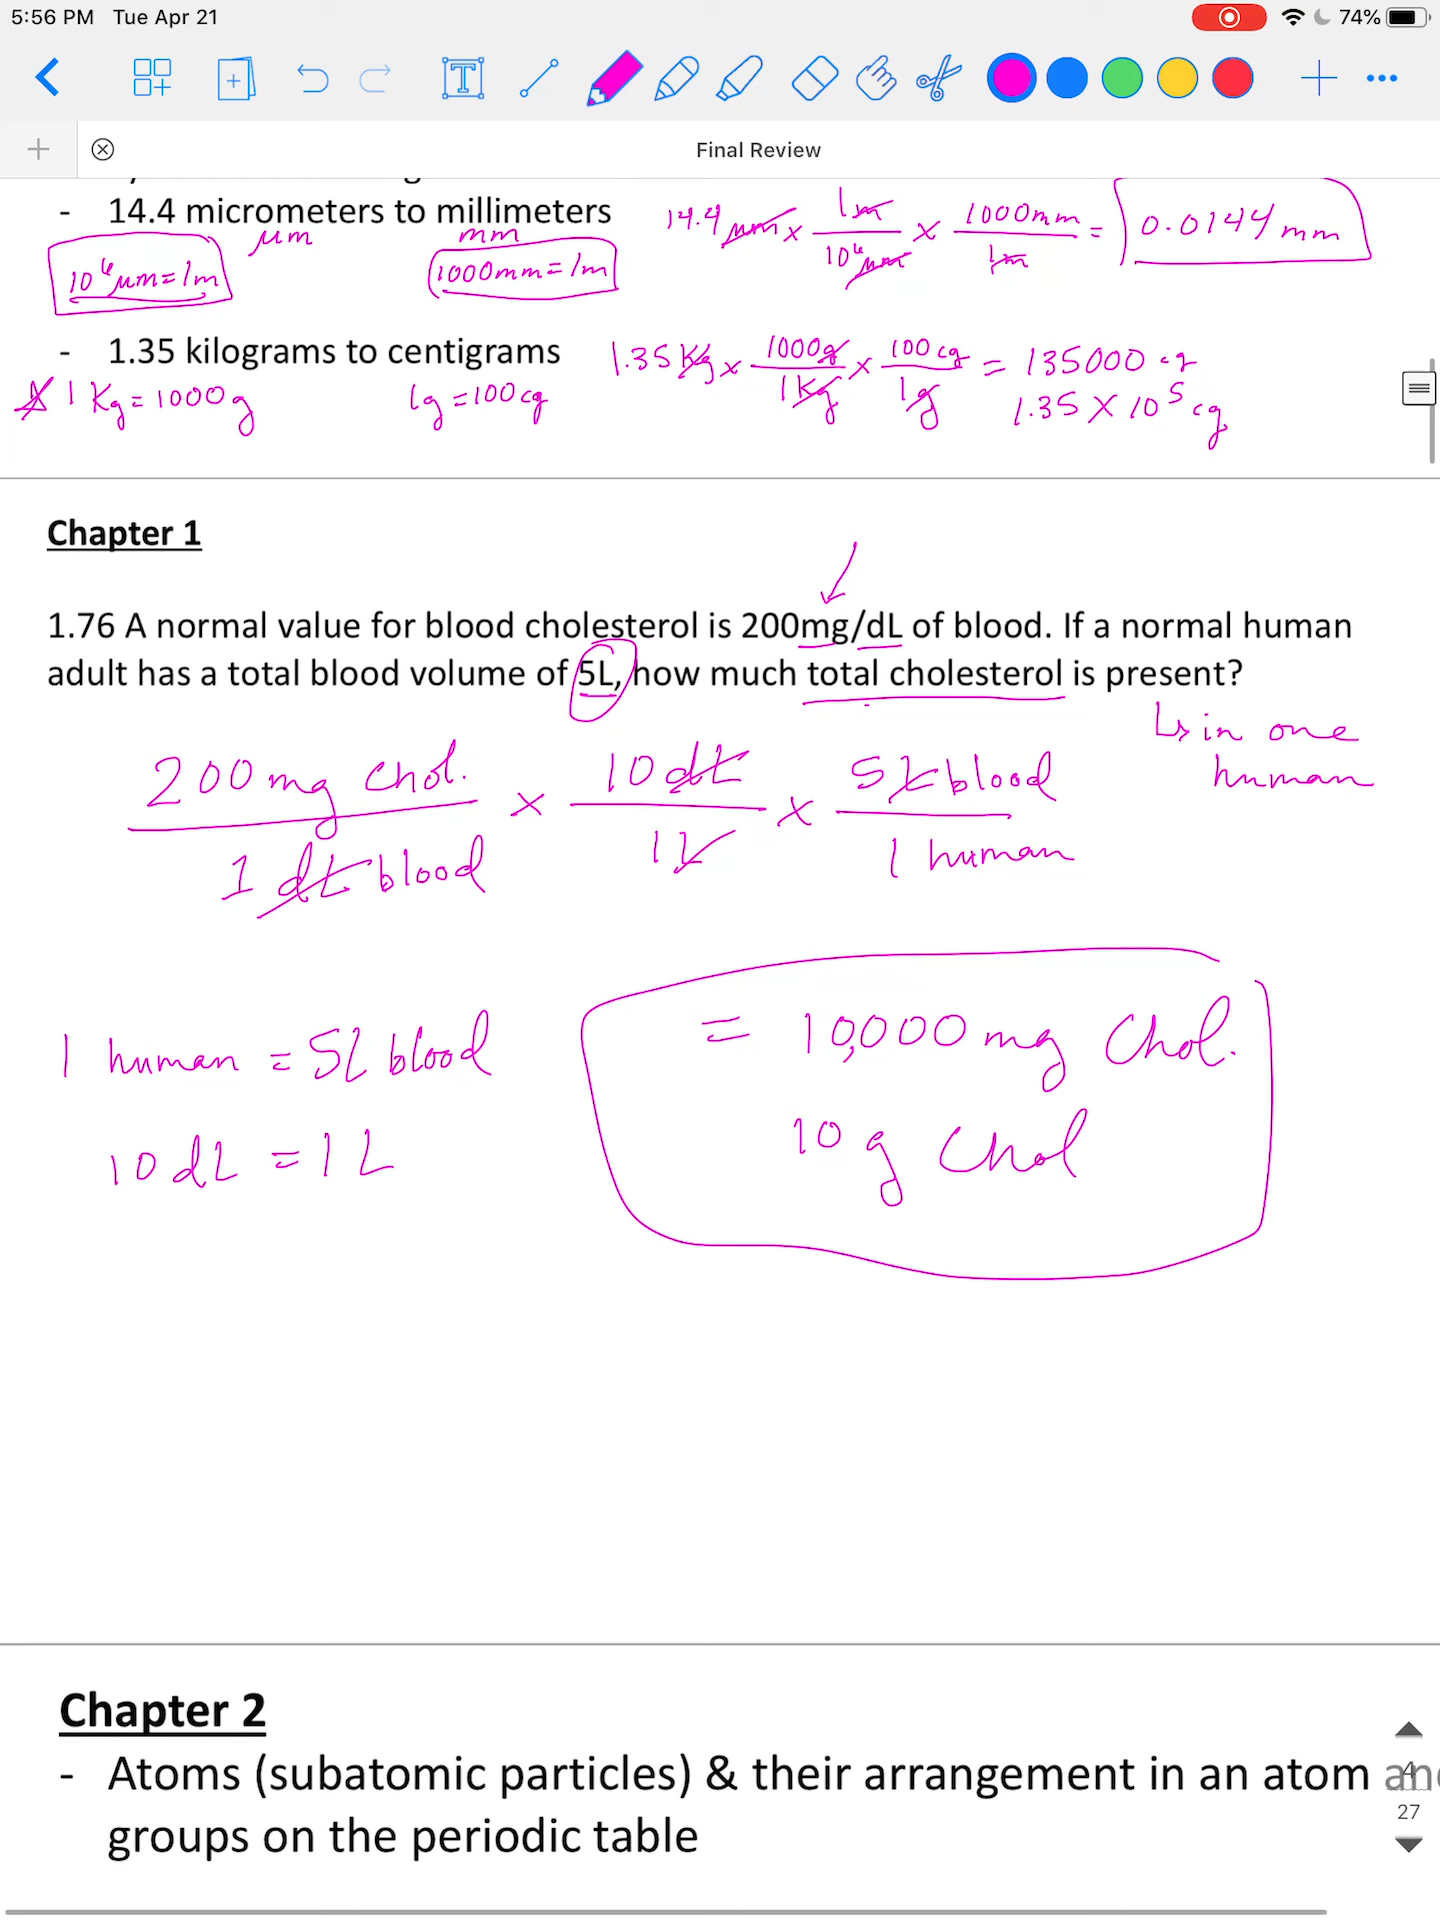 5:56 PM Tue Apr 21
74%
Final Review
- 14.4 micrometers to millimeters
μm mm
10⁶ μm = 1m
1000mm = 1m
14.4 μm x 1m / 10⁶ μm x 1000mm / 1m = 0.0144 mm
- 1.35 kilograms to centigrams
1 Kg = 1000g
1g = 100cg
1.35 Kg x 1000g / 1Kg x 100cg / 1g = 135000 cg
1.35 X 10⁵ cg
Chapter 1
1.76 A normal value for blood cholesterol is 200mg/dL of blood. If a normal human
adult has a total blood volume of 5L, how much total cholesterol is present?
↳ in one
human
200 mg Chol. / 1 dL blood x 10 dL / 1L x 5L blood / 1 human
1 human = 5L blood
10 dL = 1 L
= 10,000 mg Chol.
10 g Chol
Chapter 2
- Atoms (subatomic particles) & their arrangement in an atom
groups on the periodic table
4
27